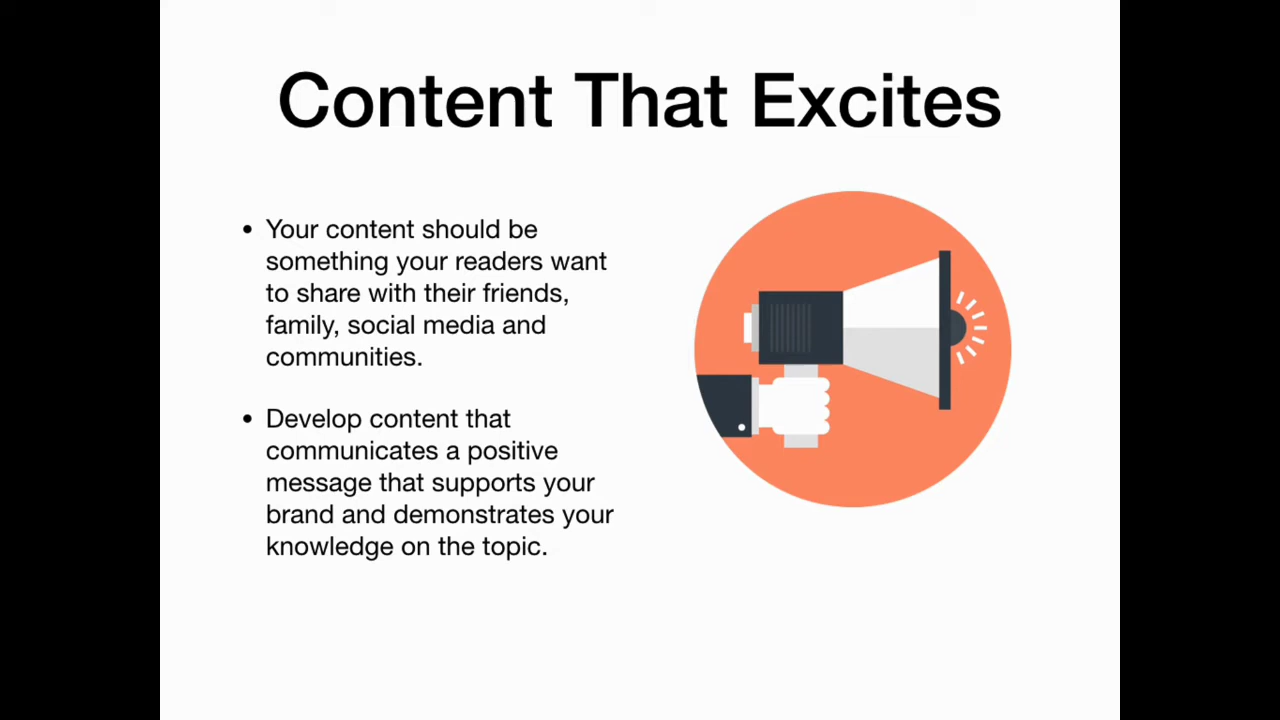 Content That Excites
• Your content should be
something your readers want
to share with their friends,
family, social media and
communities.
• Develop content that
communicates a positive
message that supports your
brand and demonstrates your
knowledge on the topic.